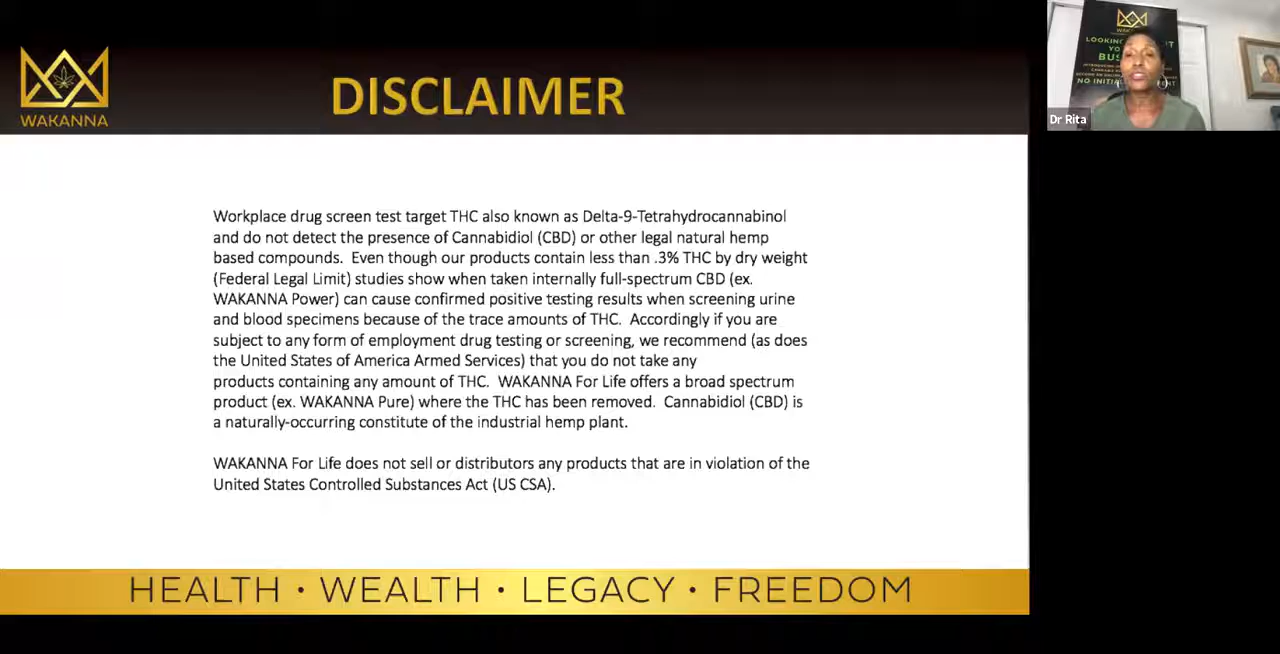 WAKANNA
DISCLAIMER
Workplace drug screen test target THC also known as Delta-9-Tetrahydrocannabinol
and do not detect the presence of Cannabidiol (CBD) or other legal natural hemp
based compounds. Even though our products contain less than .3% THC by dry weight
(Federal Legal Limit) studies show when taken internally full-spectrum CBD (ex.
WAKANNA Power) can cause confirmed positive testing results when screening urine
and blood specimens because of the trace amounts of THC. Accordingly if you are
subject to any form of employment drug testing or screening, we recommend (as does
the United States of America Armed Services) that you do not take any
products containing any amount of THC. WAKANNA For Life offers a broad spectrum
product (ex. WAKANNA Pure) where the THC has been removed. Cannabidiol (CBD) is
a naturally-occurring constitute of the industrial hemp plant.
WAKANNA For Life does not sell or distributors any products that are in violation of the
United States Controlled Substances Act (US CSA).
HEALTH • WEALTH • LEGACY • FREEDOM
LOOKING
NO
Dr Rita